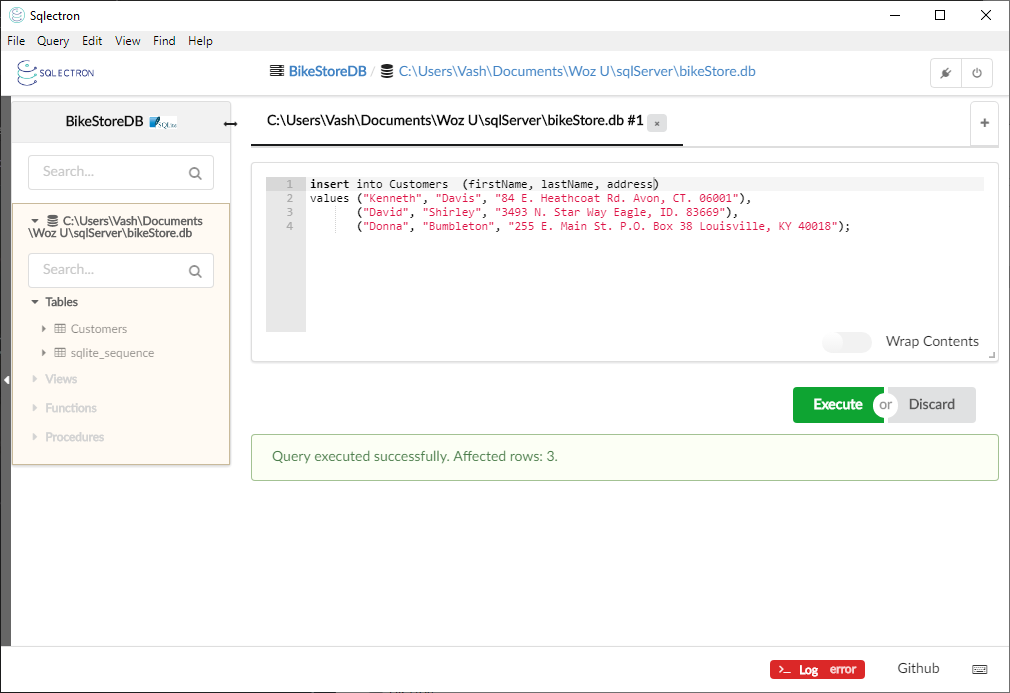 Sqlectron
File Query Edit View Find Help
SQLECTRON
BikeStoreDB / C:\Users\Vash\Documents\Woz U\sqlServer\bikeStore.db
BikeStoreDB SQLite
C:\Users\Vash\Documents\Woz U\sqlServer\bikeStore.db #1 ×
+
Search...
C:\Users\Vash\Documents
\Woz U\sqlServer\bikeStore.db
Search...
Tables
Customers
sqlite_sequence
Views
Functions
Procedures
1 insert into Customers  (firstName, lastName, address)
2 values ("Kenneth", "Davis", "84 E. Heathcoat Rd. Avon, CT. 06001"),
3        ("David", "Shirley", "3493 N. Star Way Eagle, ID. 83669"),
4        ("Donna", "Bumbleton", "255 E. Main St. P.O. Box 38 Louisville, KY 40018");
Wrap Contents
Execute or Discard
Query executed successfully. Affected rows: 3.
>_ Log error Github